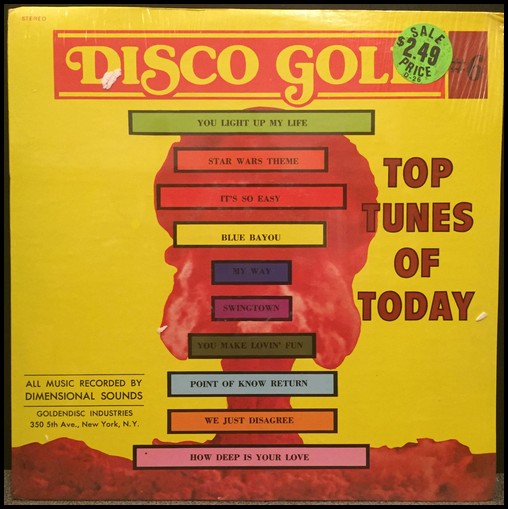 STEREO
DISCO GOLD #6
SALE
$2.49
PRICE
YOU LIGHT UP MY LIFE
STAR WARS THEME
IT'S SO EASY
BLUE BAYOU
MY WAY
SWINGTOWN
YOU MAKE LOVIN' FUN
POINT OF KNOW RETURN
WE JUST DISAGREE
HOW DEEP IS YOUR LOVE
TOP
TUNES
OF
TODAY
ALL MUSIC RECORDED BY
DIMENSIONAL SOUNDS
GOLDENDISC INDUSTRIES
350 5th Ave., New York, N.Y.